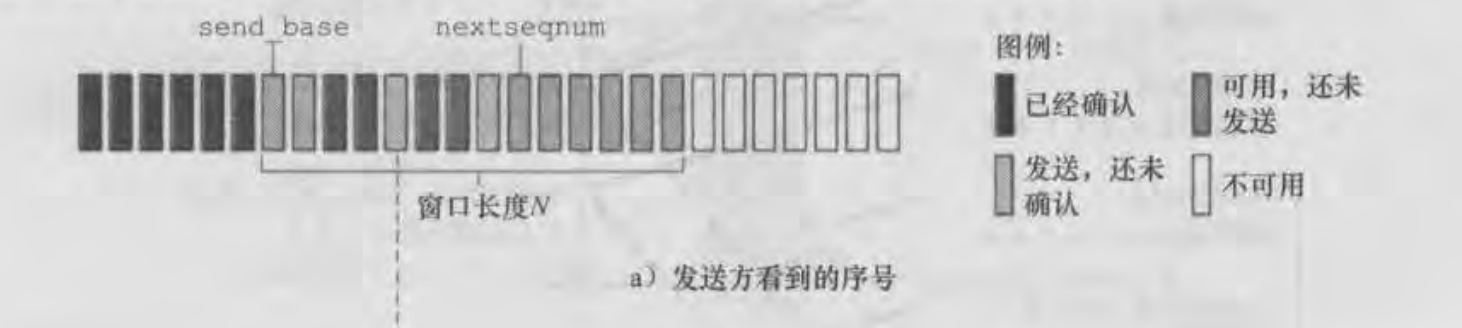 send_base
nextseqnum
窗口长度N
a）发送方看到的序号
图例：
已经确认
可用，还未
发送
发送，还未
确认
不可用